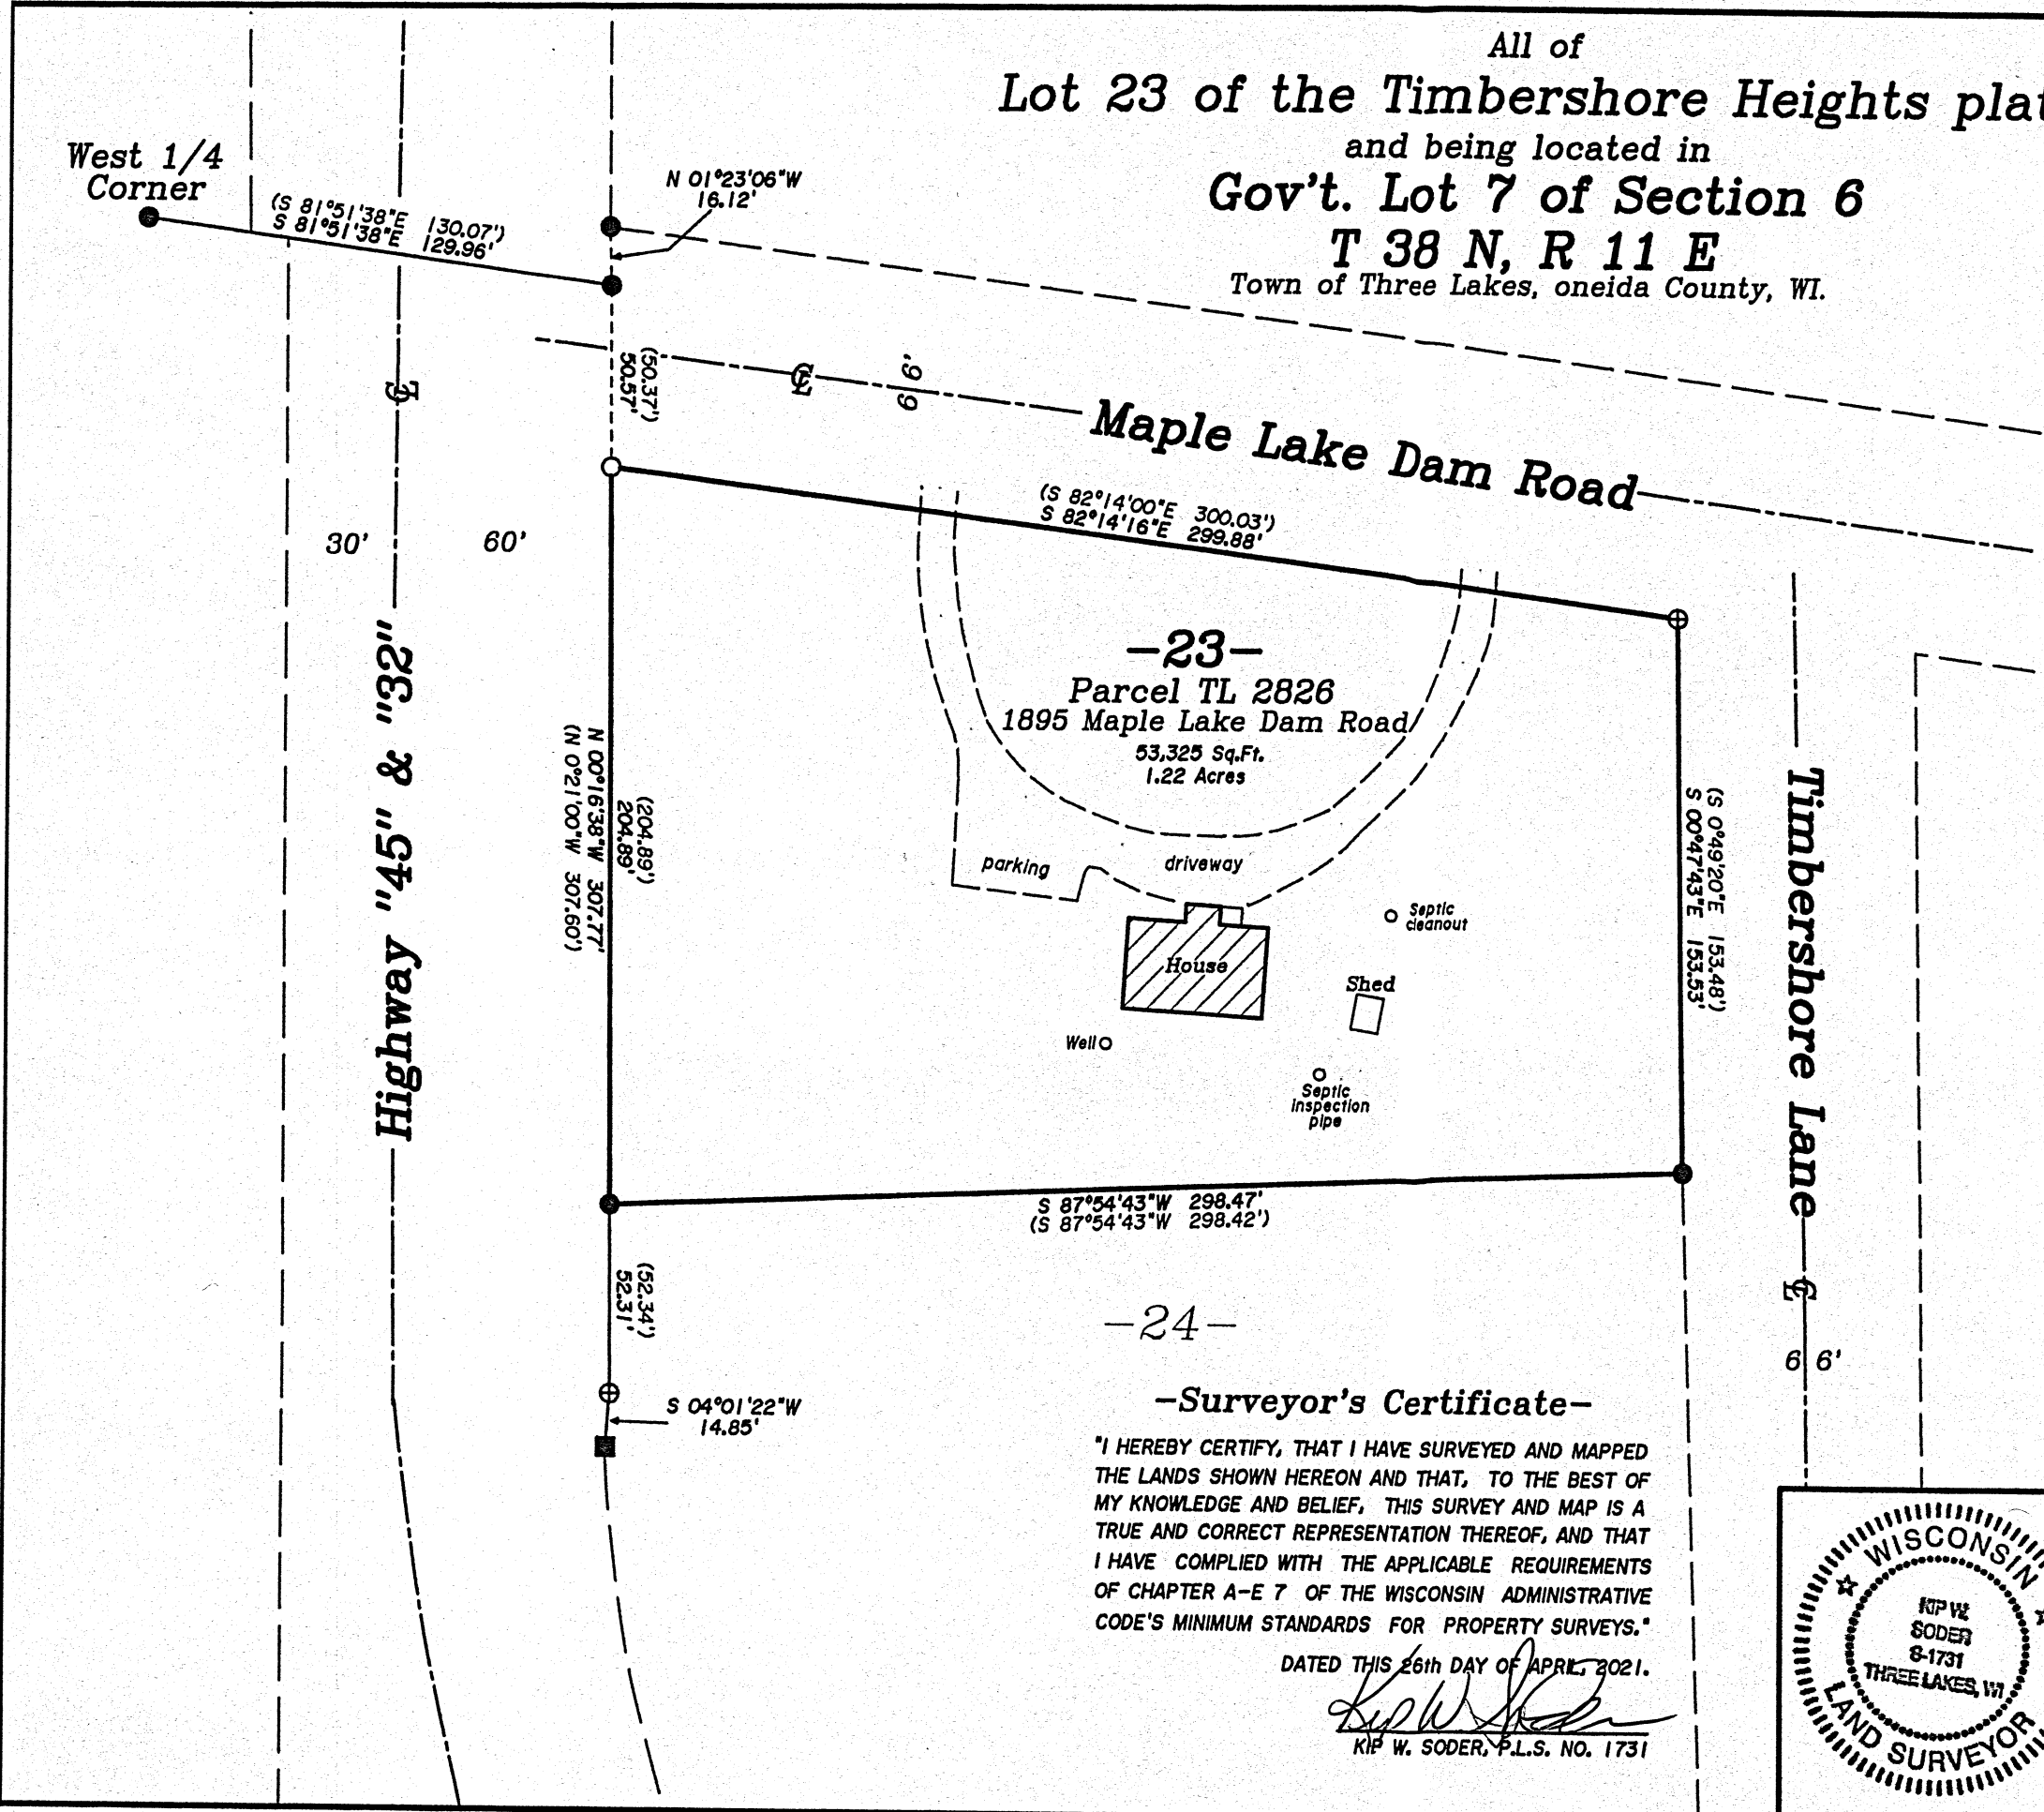 All of
Lot 23 of the Timbershore Heights plat
and being located in
Gov't. Lot 7 of Section 6
T 38 N, R 11 E
Town of Three Lakes, oneida County, WI.
West 1/4
Corner
(S 81°51'38"E 130.07')
S 81°51'38"E 129.96'
N 01°23'06"W
16.12'
(50.37')
50.57'
℄
℄
66'
Maple Lake Dam Road
30'
60'
(S 82°14'00"E 300.03')
S 82°14'16"E 299.88'
-23-
Parcel TL 2826
1895 Maple Lake Dam Road
53,325 Sq.Ft.
1.22 Acres
Highway "45" & "32"
(204.89')
204.89'
N 00°16'38"W 307.77'
(N 0°21'00"W 307.60')
parking
driveway
House
Septic
cleanout
Shed
Well
Septic
inspection
pipe
(S 0°49'20"E 153.48')
S 00°47'43"E 153.53'
Timbershore Lane
℄
66'
S 87°54'43"W 298.47'
(S 87°54'43"W 298.42')
(52.34')
52.31'
S 04°01'22"W
14.85'
-24-
-Surveyor's Certificate-
"I HEREBY CERTIFY, THAT I HAVE SURVEYED AND MAPPED
THE LANDS SHOWN HEREON AND THAT, TO THE BEST OF
MY KNOWLEDGE AND BELIEF, THIS SURVEY AND MAP IS A
TRUE AND CORRECT REPRESENTATION THEREOF, AND THAT
I HAVE COMPLIED WITH THE APPLICABLE REQUIREMENTS
OF CHAPTER A-E 7 OF THE WISCONSIN ADMINISTRATIVE
CODE'S MINIMUM STANDARDS FOR PROPERTY SURVEYS."
DATED THIS 26th DAY OF APRIL, 2021.
Kip W Soder
KIP W. SODER, P.L.S. NO. 1731
WISCONSIN
KIP W.
SODER
S-1731
THREE LAKES, WI
LAND SURVEYOR